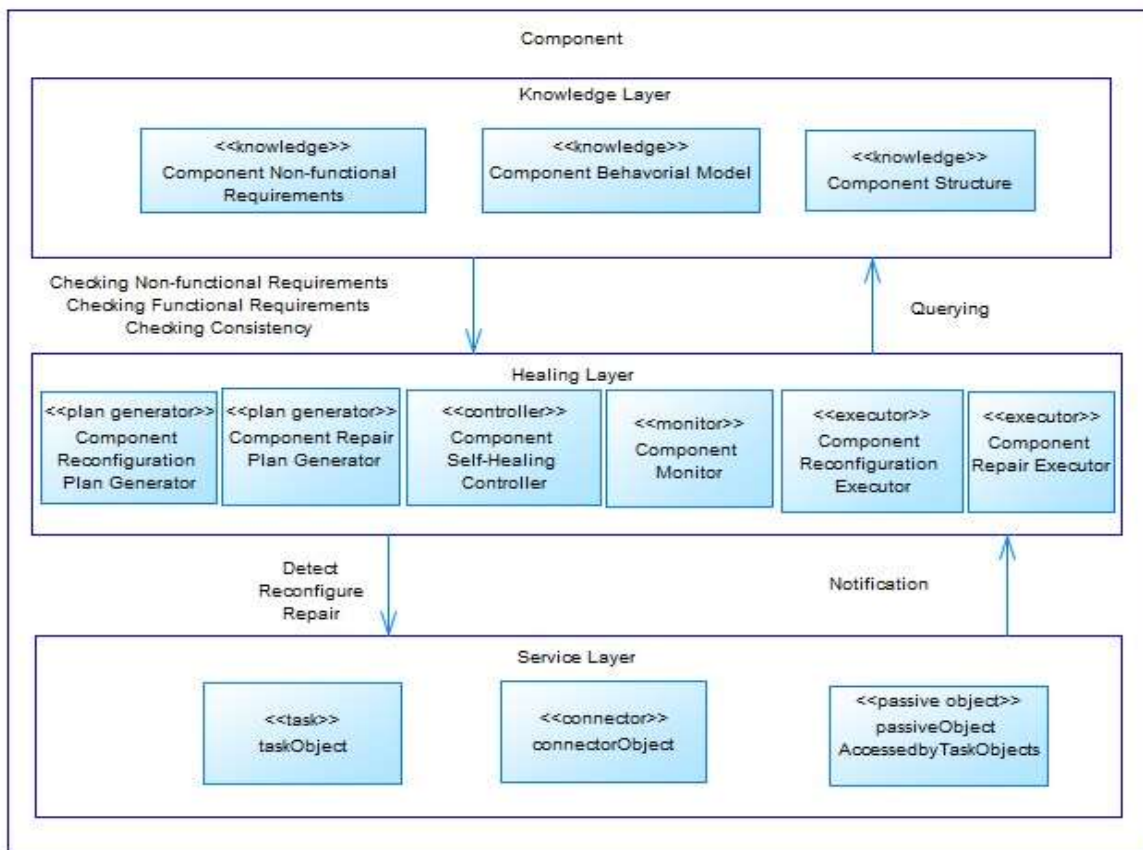 Component
Knowledge Layer
<<knowledge>>
Component Non-functional
Requirements
<<knowledge>>
Component Behavorial Model
<<knowledge>>
Component Structure
Checking Non-functional Requirements
Checking Functional Requirements
Checking Consistency
Querying
Healing Layer
<<plan generator>>
Component
Reconfiguration
Plan Generator
<<plan generator>>
Component Repair
Plan Generator
<<controller>>
Component
Self-Healing
Controller
<<monitor>>
Component
Monitor
<<executor>>
Component
Reconfiguration
Executor
<<executor>>
Component
Repair Executor
Detect
Reconfigure
Repair
Notification
Service Layer
<<task>>
taskObject
<<connector>>
connectorObject
<<passive object>>
passiveObject
AccessedbyTaskObjects